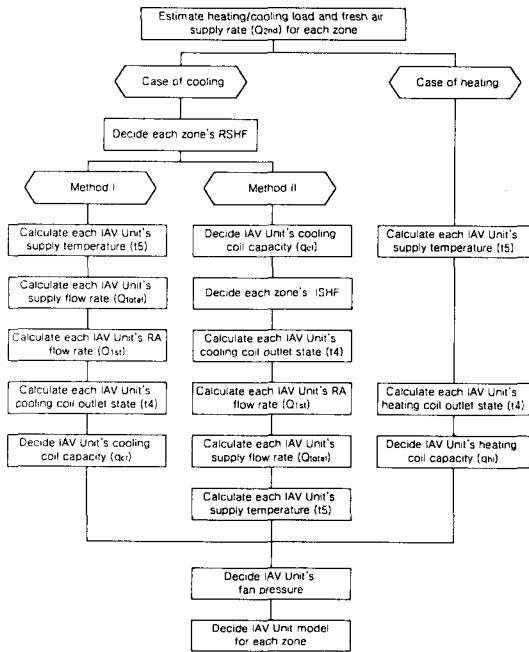 Estimate heating/cooling load and fresh air
supply rate (Q2nd) for each zone
Case of cooling
Case of heating
Decide each zone's RSHF
Method I
Method II
Calculate each IAV Unit's
supply temperature (t5)
Calculate each IAV Unit's
supply flow rate (Qtotal)
Calculate each IAV Unit's RA
flow rate (Q1st)
Calculate each IAV Unit's
cooling coil outlet state (t4)
Decide IAV Unit's cooling
coil capacity (qcl)
Decide IAV Unit's cooling
coil capacity (qcl)
Decide each zone's ISHF
Calculate each IAV Unit's
cooling coil outlet state (t4)
Calculate each IAV Unit's RA
flow rate (Q1st)
Calculate each IAV Unit's
supply flow rate (Qtotal)
Calculate each IAV Unit's
supply temperature (t5)
Calculate each IAV Unit's
supply temperature (t5)
Calculate each IAV Unit's
heating coil outlet state (t4)
Decide IAV Unit's heating
coil capacity (qhl)
Decide IAV Unit's
fan pressure
Decide IAV Unit model
for each zone